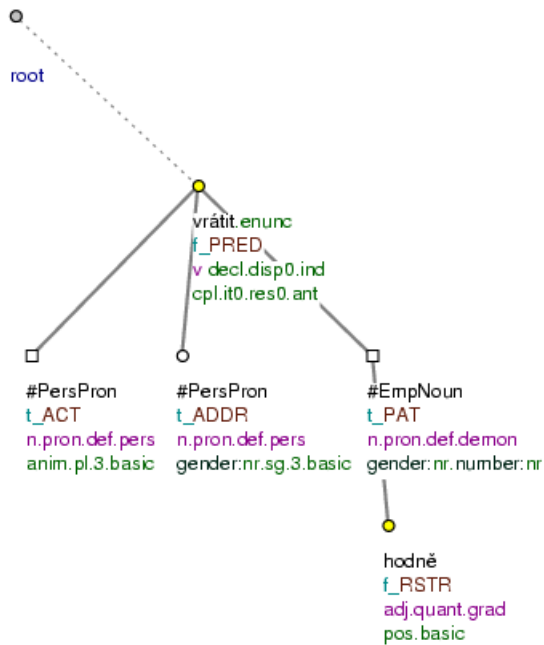 root
vrátit.enunc
f_PRED
v decl.disp0.ind
cpl.it0.res0.ant
#PersPron
t_ACT
n.pron.def.pers
anim.pl.3.basic
#PersPron
t_ADDR
n.pron.def.pers
gender:nr.sg.3.basic
#EmpNoun
t_PAT
n.pron.def.demon
gender:nr.number:nr
hodně
f_RSTR
adj.quant.grad
pos.basic